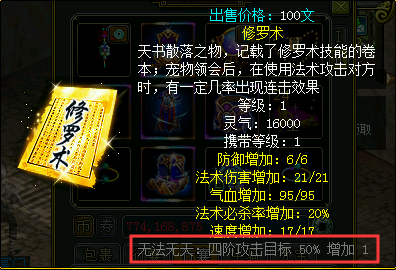 出售价格：100文
修罗术
天书散落之物，记载了修罗术技能的卷
本；宠物领会后，在使用法术攻击对方
时，有一定几率出现连击效果
等级：1
灵气：16000
携带等级：1
防御增加：6/6
法术伤害增加：21/21
气血增加：95/95
法术必杀率增加：20%
速度增加：17/17
无法无天：四阶攻击目标 50% 增加 1
修罗术
币 券 774,168,875
包裹